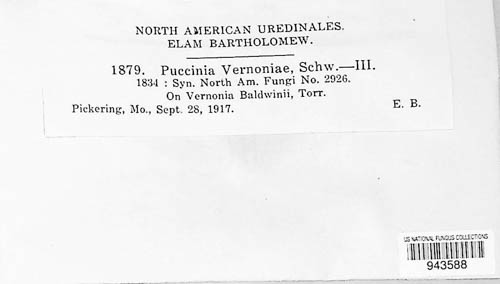 NORTH AMERICAN UREDINALES.
ELAM BARTHOLOMEW.
1879. Puccinia Vernoniae, Schw.—III.
1834 : Syn. North Am. Fungi No. 2926.
On Vernonia Baldwinii, Torr.
Pickering, Mo., Sept. 28, 1917. E. B.
US NATIONAL FUNGUS COLLECTIONS
943588